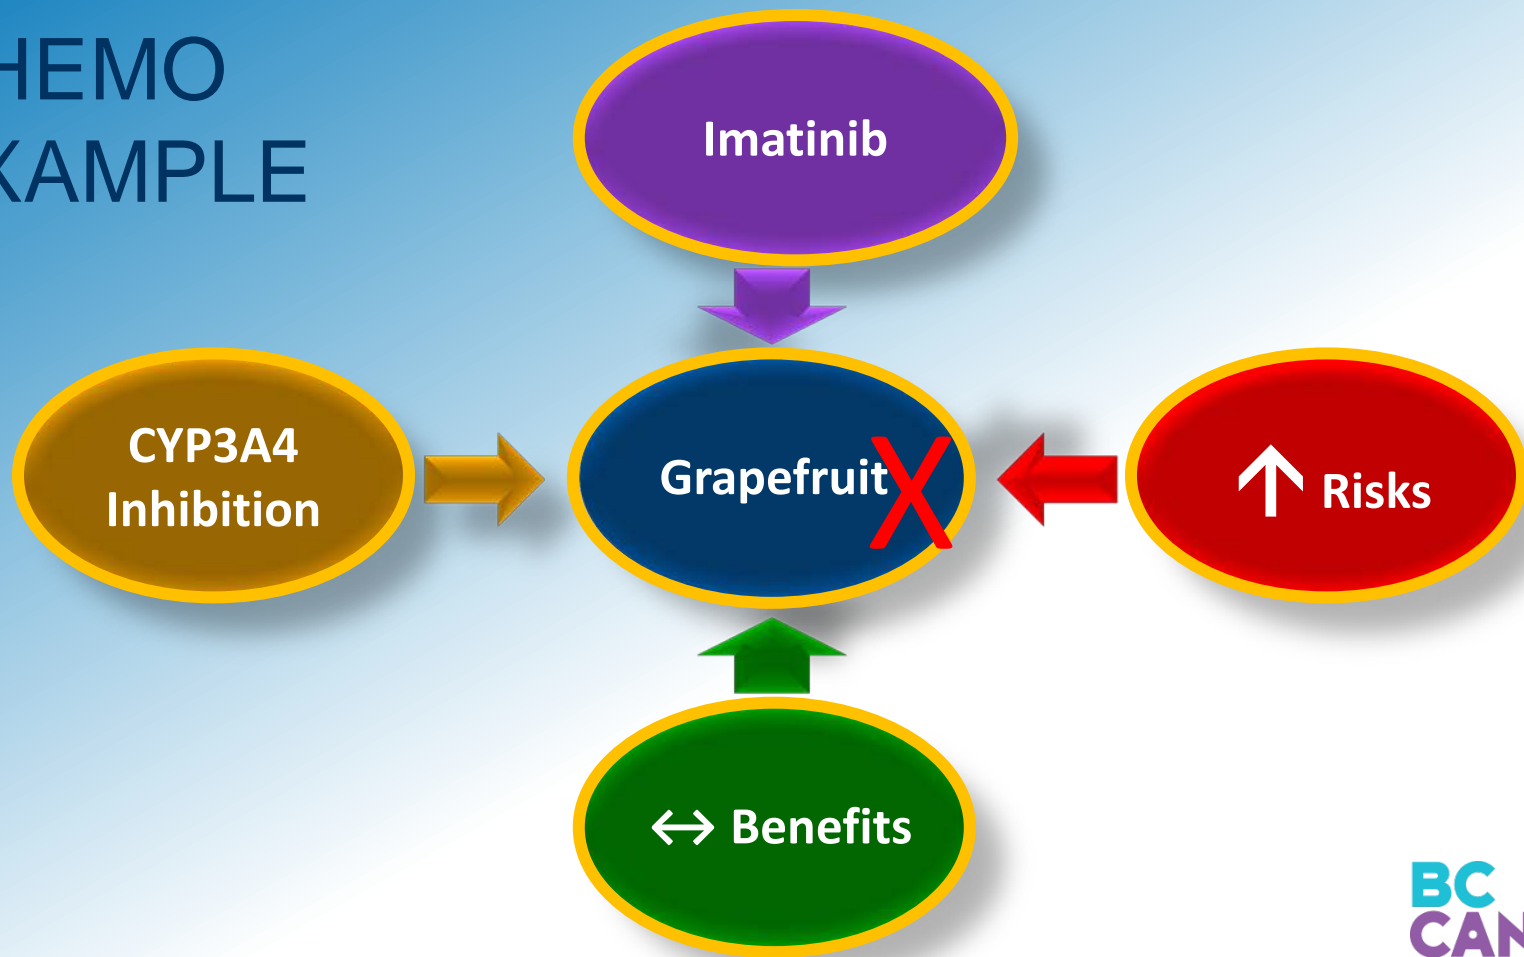 HEMO
XAMPLE
Imatinib
CYP3A4
Inhibition
Grapefruit X
↑ Risks
↔ Benefits
BC
CAN